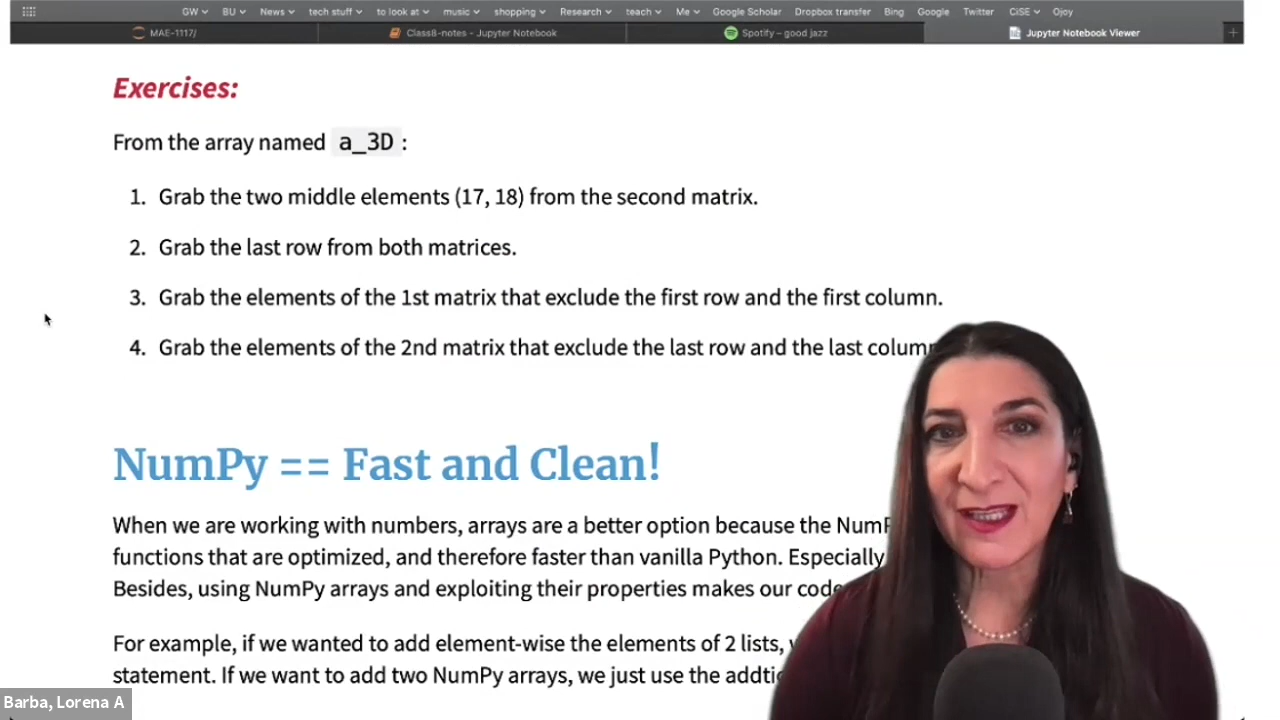 GW BU News tech stuff to look at music shopping Research teach Me Google Scholar Dropbox transfer Bing Google Twitter CiSE Ojoy
MAE-1117/ Class8-notes - Jupyter Notebook Spotify – good jazz Jupyter Notebook Viewer
Exercises:
From the array named a_3D :
1. Grab the two middle elements (17, 18) from the second matrix.
2. Grab the last row from both matrices.
3. Grab the elements of the 1st matrix that exclude the first row and the first column.
4. Grab the elements of the 2nd matrix that exclude the last row and the last column
NumPy == Fast and Clean!
When we are working with numbers, arrays are a better option because the
functions that are optimized, and therefore faster than vanilla Python. Especially
Besides, using NumPy arrays and exploiting their properties makes our code
For example, if we wanted to add element-wise the elements of 2 lists,
statement. If we want to add two NumPy arrays, we just use the
Barba, Lorena A